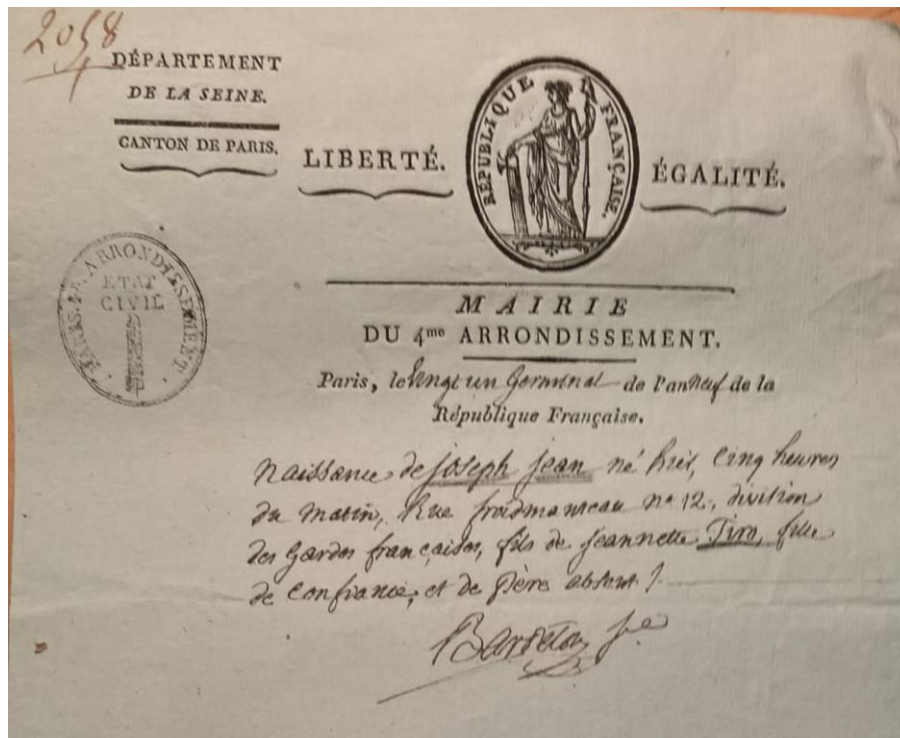 2058
DÉPARTEMENT
DE LA SEINE.
CANTON DE PARIS.
LIBERTÉ.
RÉPUBLIQUE FRANÇAISE.
ÉGALITÉ.
ARRONDISSEMENT
ETAT
CIVIL
MAIRIE
DU 4me ARRONDISSEMENT.
Paris, le Vingt un Germinal de l'an neuf de la
République Française.
Naissance de joseph jean né hier, Cinq heures
du Matin, Rue froidmanteau no 12, division
des Gardes françaises, fils de jeannette Tiro, fille
de Confiance, et de père absent.